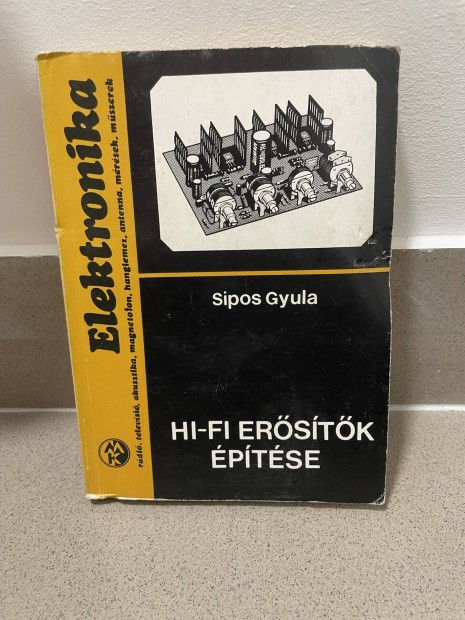 Elektronika
rádió, televízió, akusztika, magnetofon, hanglemez, antenna, mérések, műszerek
Sipos Gyula
HI-FI ERŐSÍTŐK
ÉPÍTÉSE